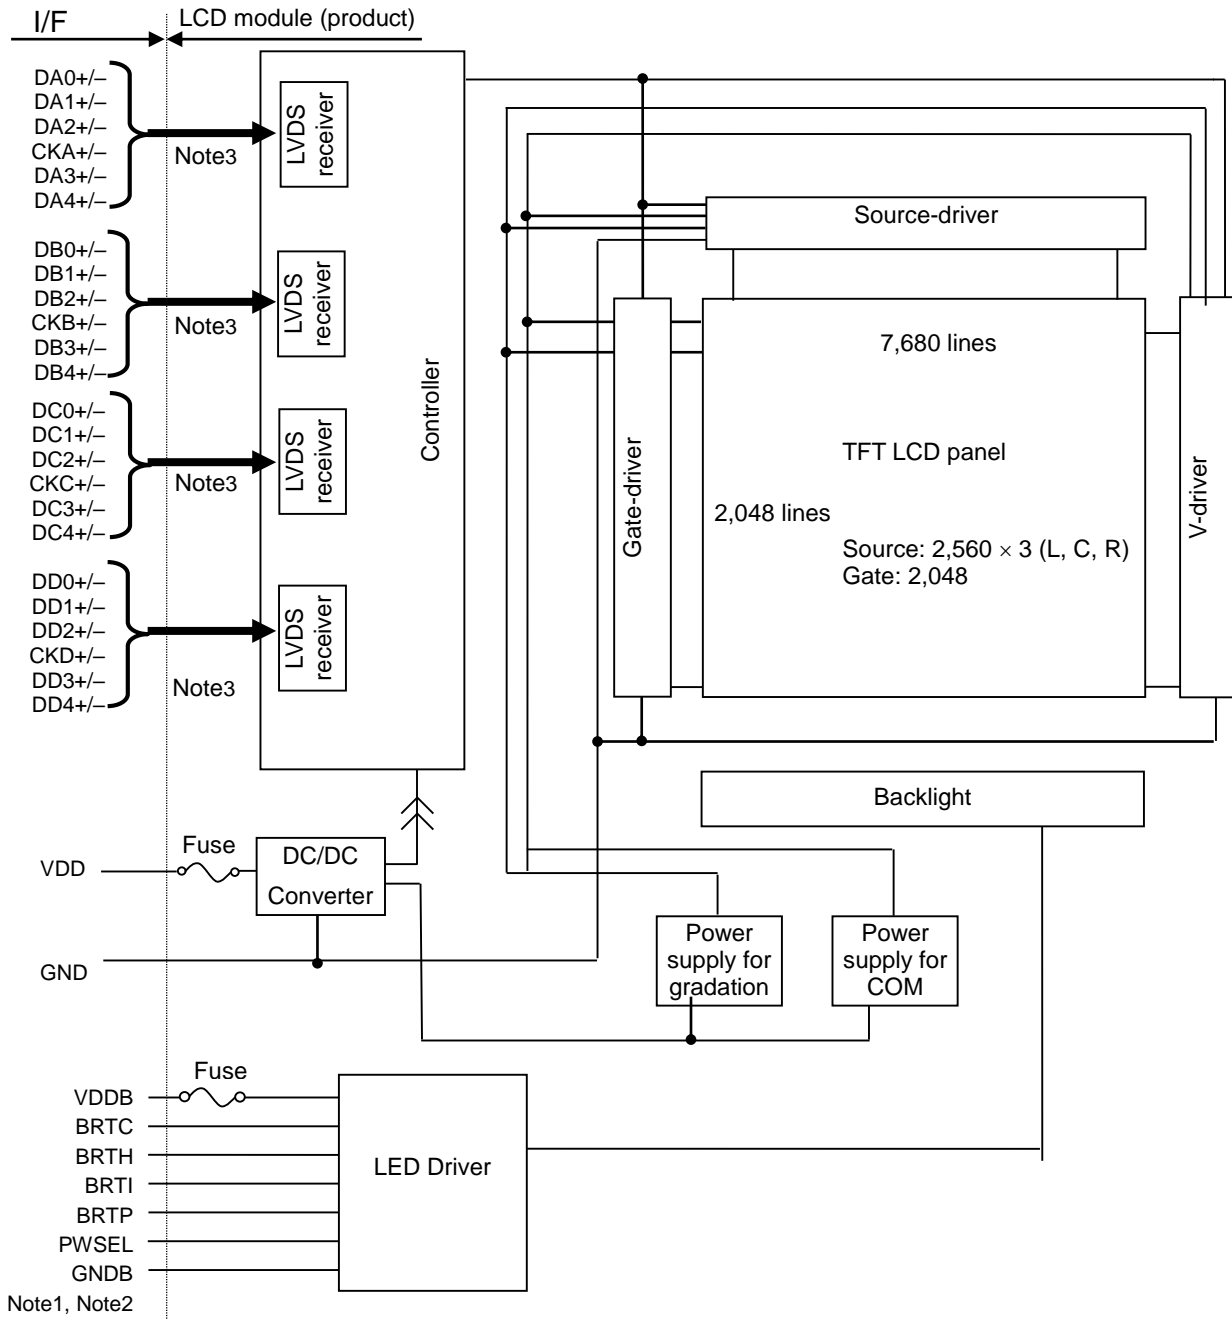 I/F
LCD module (product)
DA0+/–
DA1+/–
DA2+/–
CKA+/–
DA3+/–
DA4+/–
Note3
LVDS
receiver
DB0+/–
DB1+/–
DB2+/–
CKB+/–
DB3+/–
DB4+/–
Note3
LVDS
receiver
DC0+/–
DC1+/–
DC2+/–
CKC+/–
DC3+/–
DC4+/–
Note3
LVDS
receiver
DD0+/–
DD1+/–
DD2+/–
CKD+/–
DD3+/–
DD4+/–
Note3
LVDS
receiver
Controller
Source-driver
Gate-driver
7,680 lines
TFT LCD panel
2,048 lines
Source: 2,560 × 3 (L, C, R)
Gate: 2,048
V-driver
Backlight
VDD
Fuse
DC/DC
Converter
GND
Power
supply for
gradation
Power
supply for
COM
Fuse
VDDB
BRTC
BRTH
BRTI
BRTP
PWSEL
GNDB
LED Driver
Note1, Note2